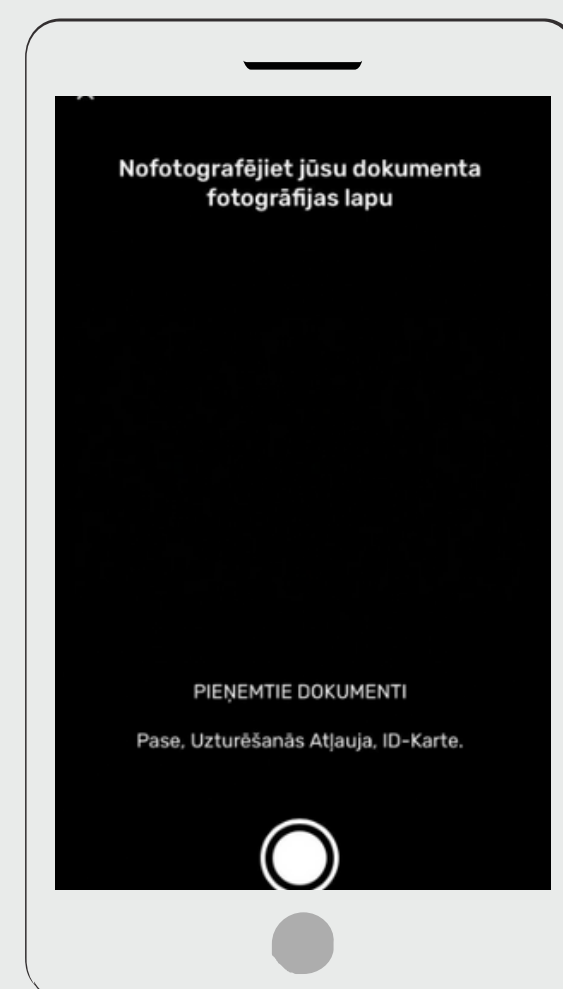 Nofotografējiet jūsu dokumenta
fotogrāfijas lapu
PIEŅEMTIE DOKUMENTI
Pase, Uzturēšanās Atļauja, ID-Karte.